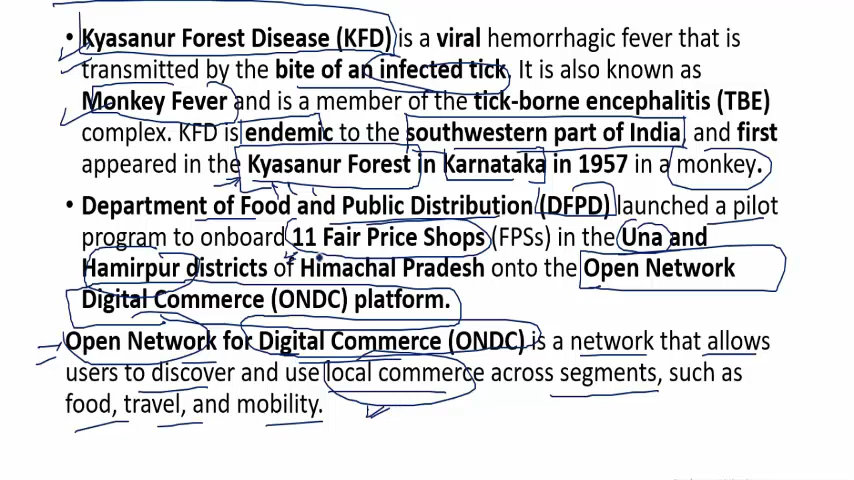 • Kyasanur Forest Disease (KFD) is a viral hemorrhagic fever that is
transmitted by the bite of an infected tick. It is also known as
Monkey Fever and is a member of the tick-borne encephalitis (TBE)
complex. KFD is endemic to the southwestern part of India, and first
appeared in the Kyasanur Forest in Karnataka in 1957 in a monkey.
• Department of Food and Public Distribution (DFPD) launched a pilot
program to onboard 11 Fair Price Shops (FPSs) in the Una and
Hamirpur districts of Himachal Pradesh onto the Open Network
Digital Commerce (ONDC) platform.
Open Network for Digital Commerce (ONDC) is a network that allows
users to discover and use local commerce across segments, such as
food, travel, and mobility.